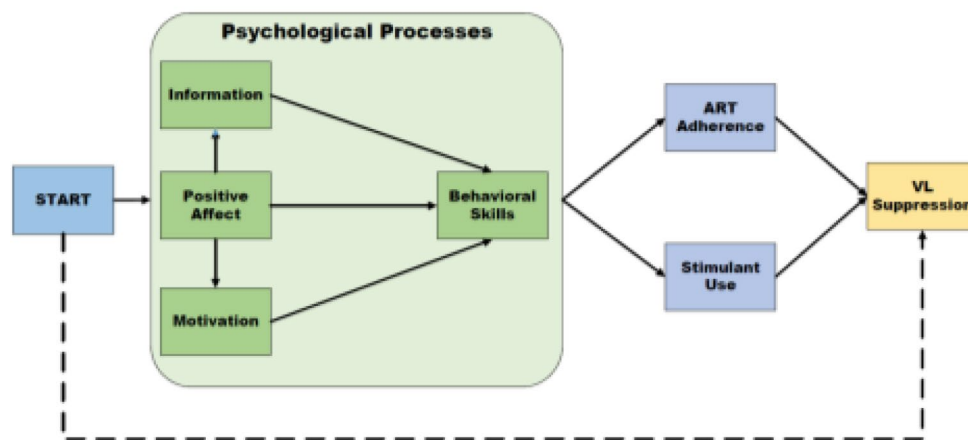 Psychological Processes
Information
ART
Adherence
START
Positive
Affect
Behavioral
Skills
VL
Suppression
Stimulant
Use
Motivation